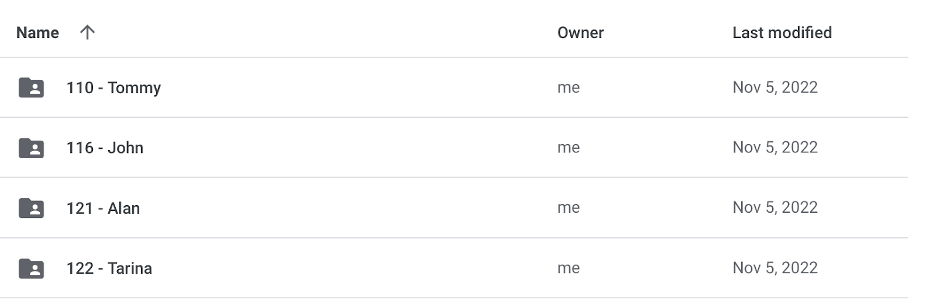 Name Owner Last modified
110 - Tommy me Nov 5, 2022
116 - John me Nov 5, 2022
121 - Alan me Nov 5, 2022
122 - Tarina me Nov 5, 2022